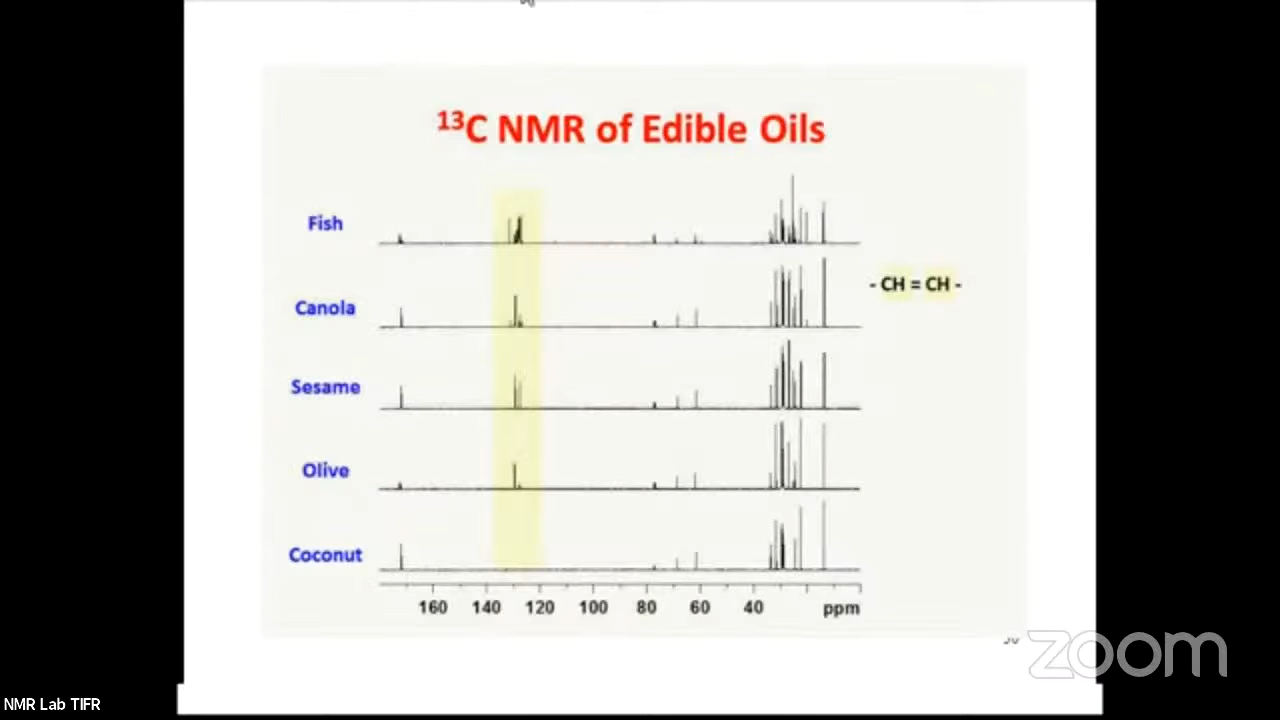 ¹³C NMR of Edible Oils
Fish
- CH = CH -
Canola
Sesame
Olive
Coconut
160 140 120 100 80 60 40 ppm
zoom
NMR Lab TIFR